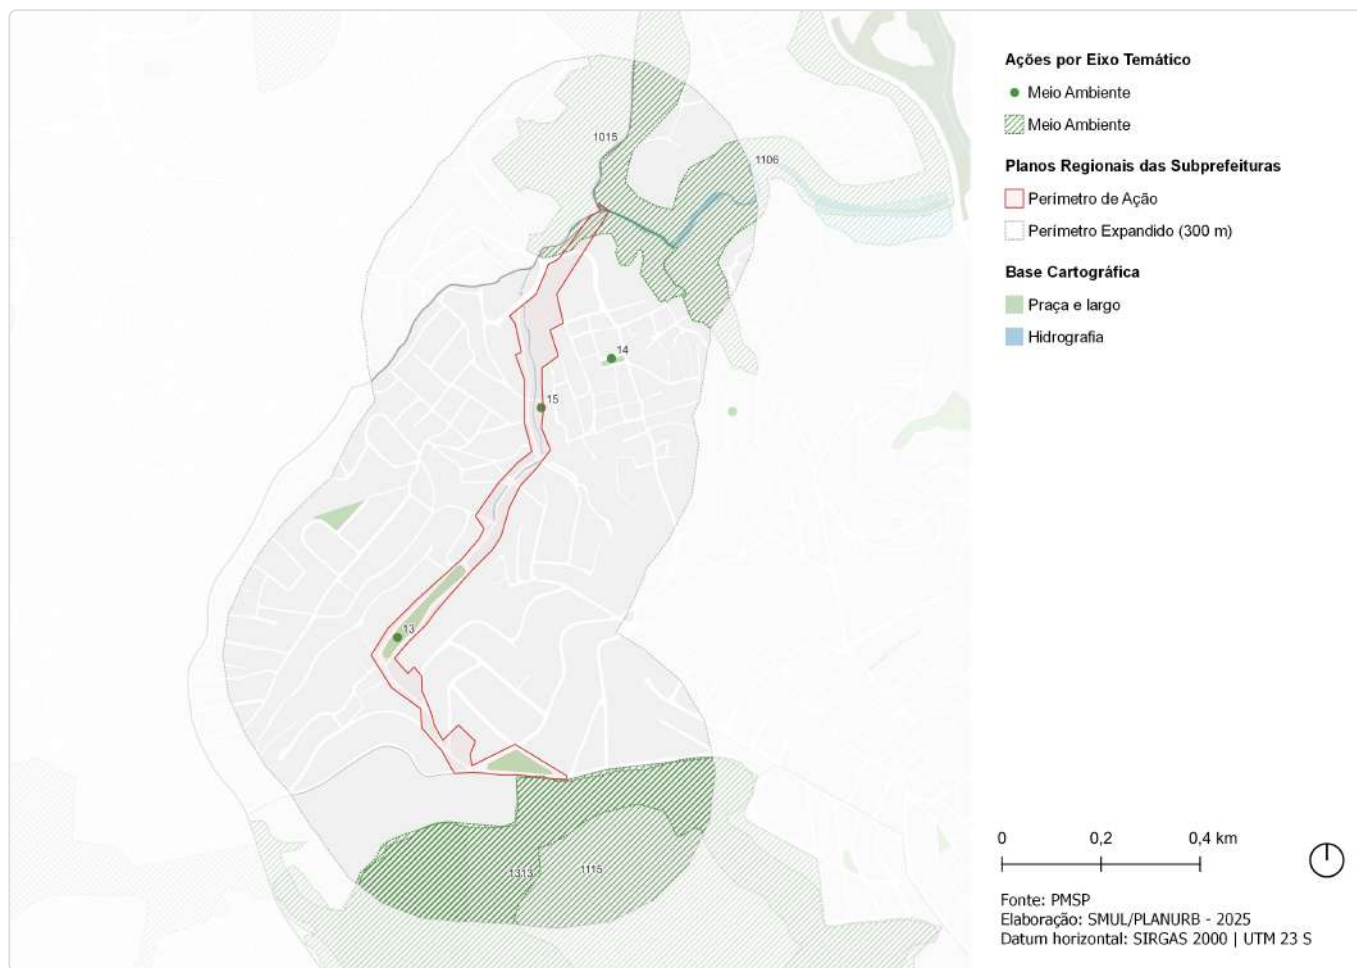 Ações por Eixo Temático
Meio Ambiente
Meio Ambiente
Planos Regionais das Subprefeituras
Perímetro de Ação
Perímetro Expandido (300 m)
Base Cartográfica
Praça e largo
Hidrografia
1015
1106
14
15
13
1313
1115
0 0,2 0,4 km
Fonte: PMSP
Elaboração: SMUL/PLANURB - 2025
Datum horizontal: SIRGAS 2000 | UTM 23 S